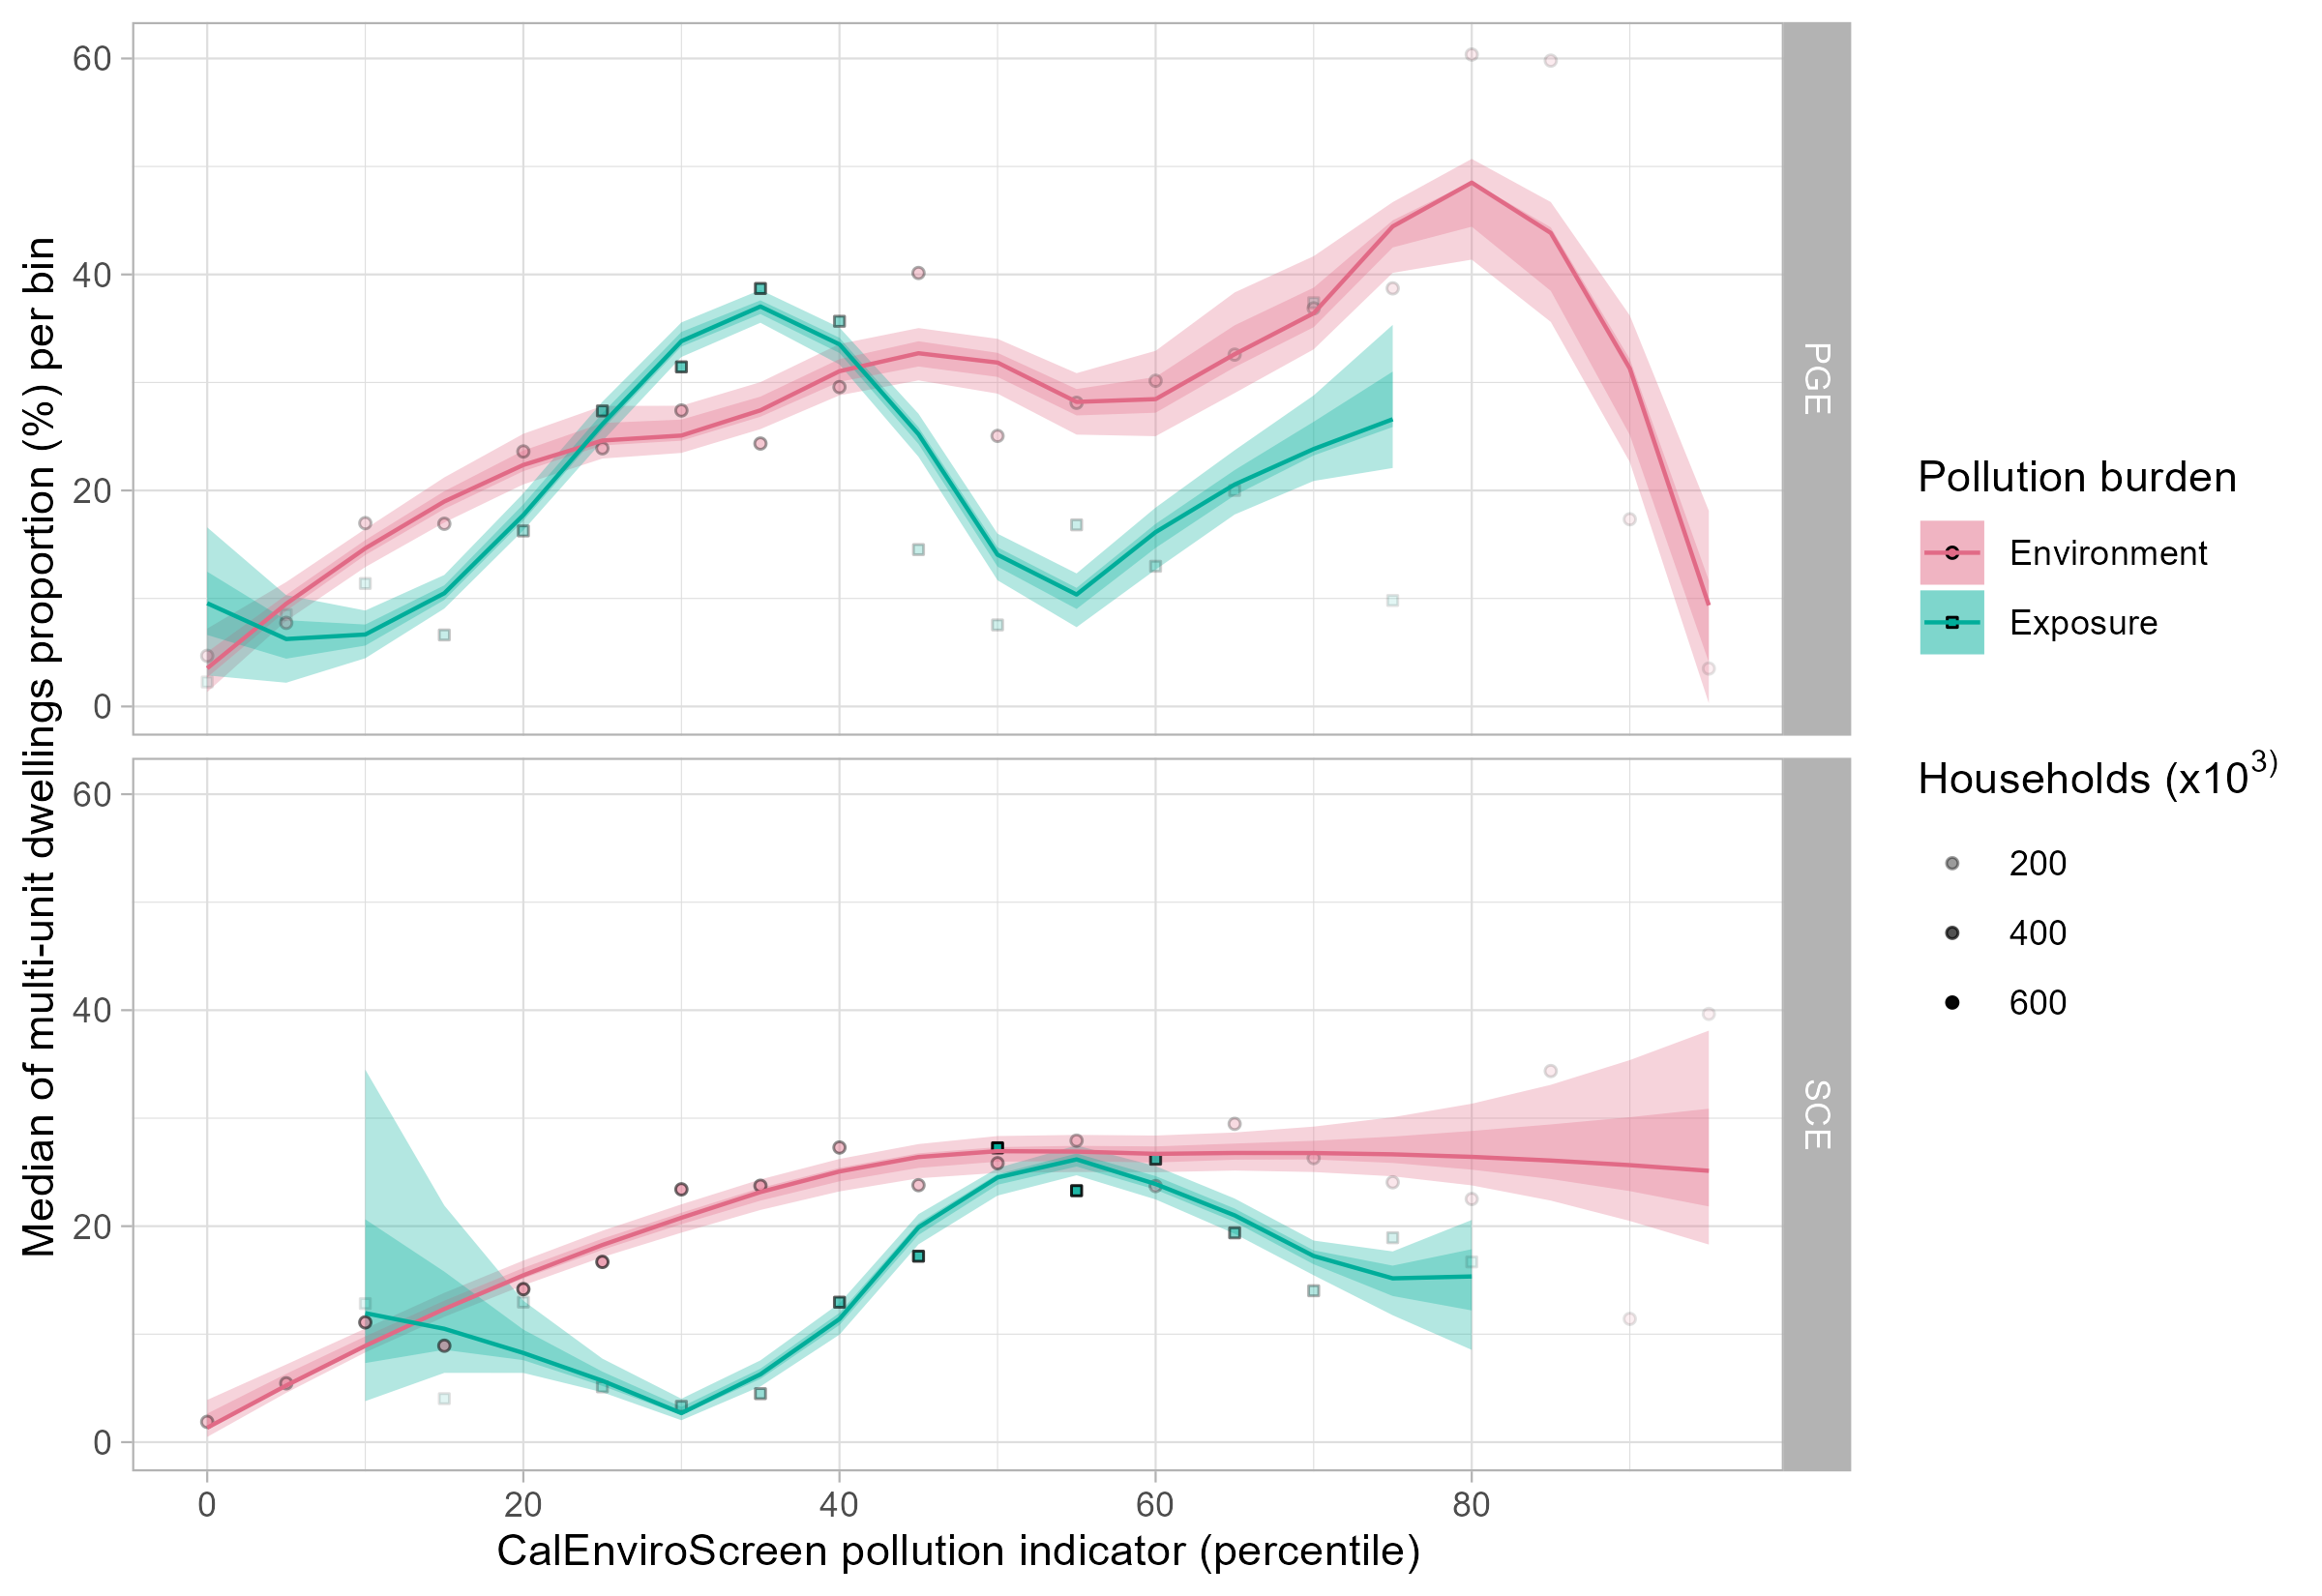 Median of multi-unit dwellings proportion (%) per bin
60
40
20
0
PGE
60
40
20
0
SCE
0 20 40 60 80
CalEnviroScreen pollution indicator (percentile)
Pollution burden
Environment
Exposure
Households (x10³⁾
200
400
600